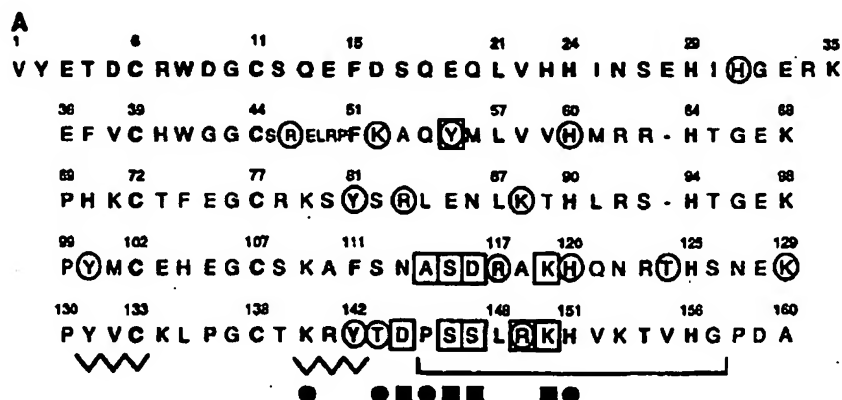 A
1 6 11 15 21 24 29 35
V Y E T D C R W D G C S Q E F D S Q E Q L V H H I N S E H I H G E R K
36 39 44 51 57 60 64 68
E F V C H W G G C S R E L R P F K A Q Y M L V V H M R R - H T G E K
69 72 77 81 87 90 94 98
P H K C T F E G C R K S Y S R L E N L K T H L R S - H T G E K
99 102 107 111 117 120 125 129
P Y M C E H E G C S K A F S N A S D R A K H Q N R T H S N E K
130 133 138 142 148 151 156 160
P Y V C K L P G C T K R Y T D P S S L R K H V K T V H G P D A